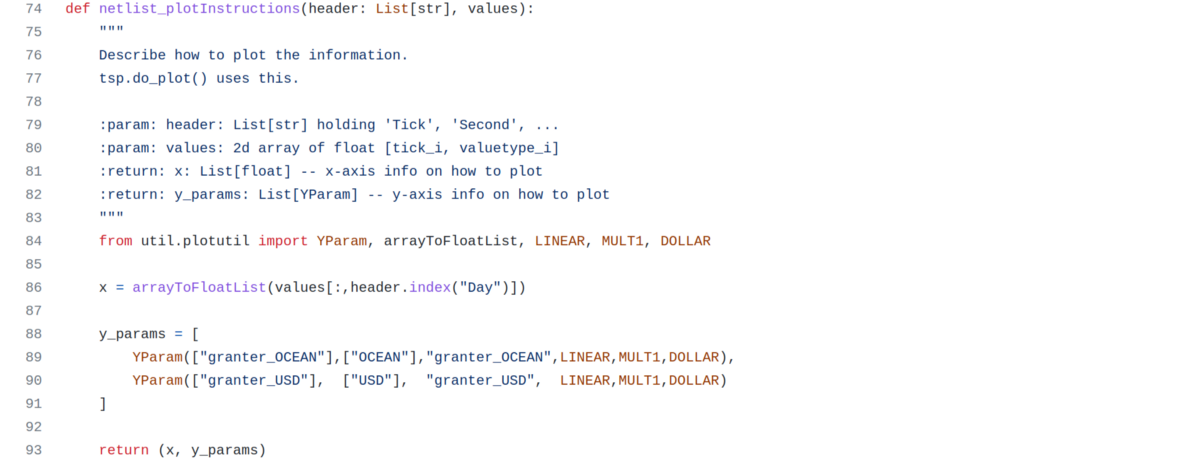 74 def netlist_plotInstructions(header: List[str], values):
75     """
76     Describe how to plot the information.
77     tsp.do_plot() uses this.
78
79     :param: header: List[str] holding 'Tick', 'Second', ...
80     :param: values: 2d array of float [tick_i, valuetype_i]
81     :return: x: List[float] -- x-axis info on how to plot
82     :return: y_params: List[YParam] -- y-axis info on how to plot
83     """
84     from util.plotutil import YParam, arrayToFloatList, LINEAR, MULT1, DOLLAR
85
86     x = arrayToFloatList(values[:,header.index("Day")])
87
88     y_params = [
89         YParam(["granter_OCEAN"],["OCEAN"],"granter_OCEAN",LINEAR,MULT1,DOLLAR),
90         YParam(["granter_USD"],  ["USD"],  "granter_USD",  LINEAR,MULT1,DOLLAR)
91     ]
92
93     return (x, y_params)